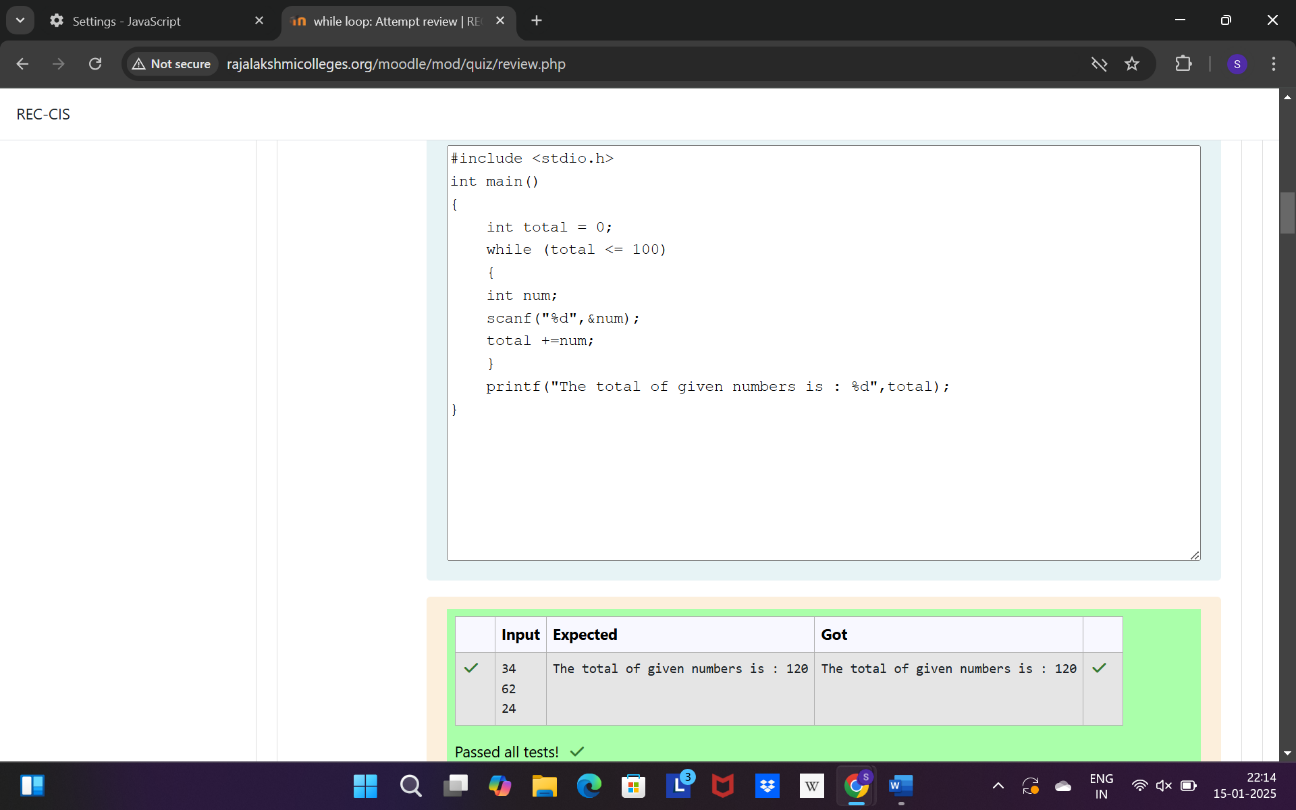 Settings - JavaScript
while loop: Attempt review | RE
Not secure
rajalakshmicolleges.org/moodle/mod/quiz/review.php
S
REC-CIS
#include <stdio.h>
int main()
{
int total = 0;
while (total <= 100)
{
int num;
scanf("%d",&num);
total +=num;
}
printf("The total of given numbers is : %d",total);
}
Input Expected Got
34 The total of given numbers is : 120 The total of given numbers is : 120
62
24
Passed all tests!
L 3
W
S
W
ENG
IN
22:14
15-01-2025